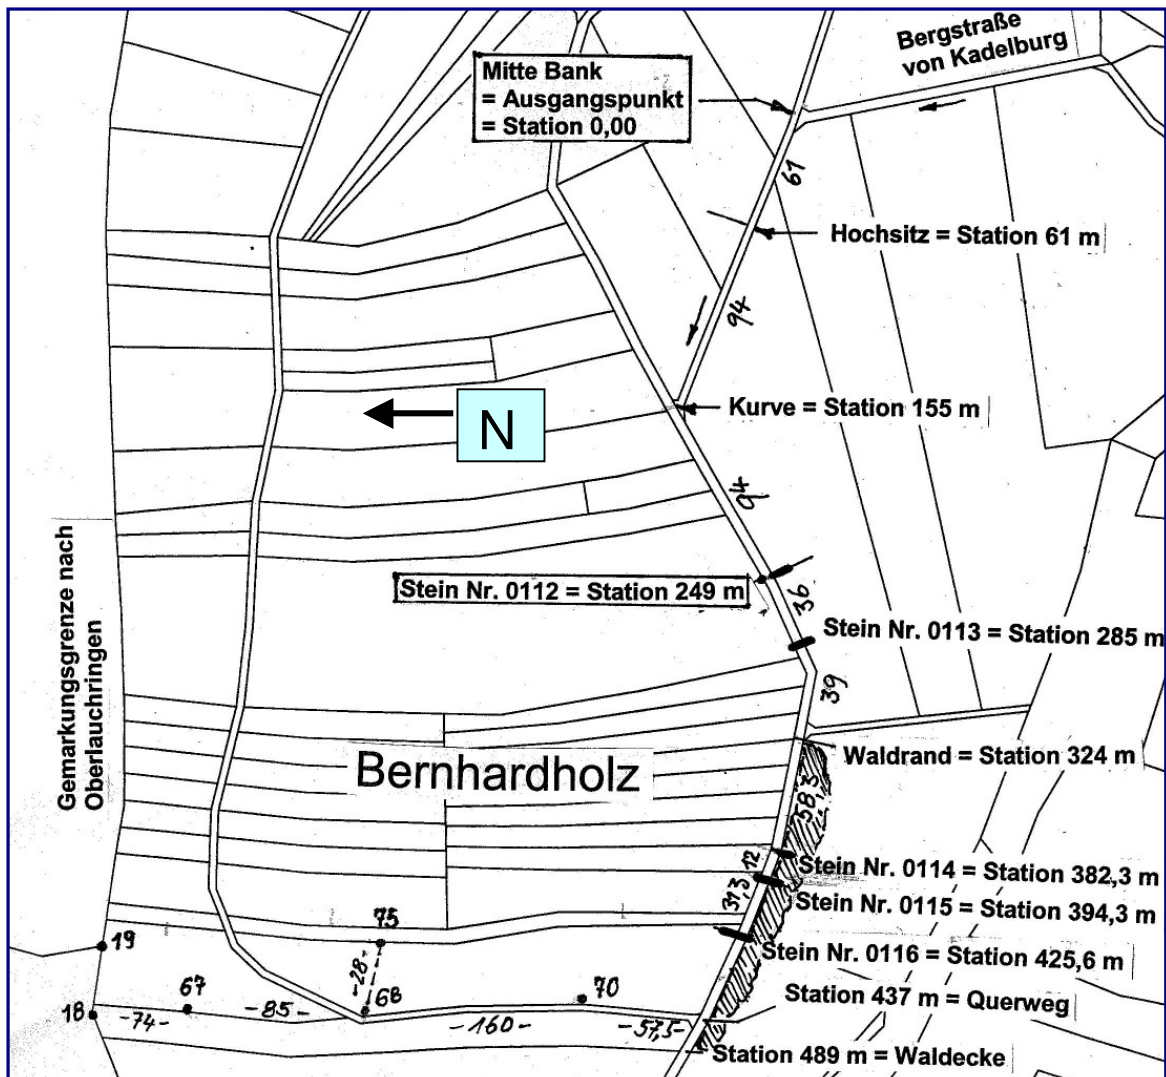 Bergstraße
von Kadelburg
Mitte Bank
= Ausgangspunkt
= Station 0,00
61
Hochsitz = Station 61 m
94
N
Kurve = Station 155 m
94
Stein Nr. 0112 = Station 249 m
36
Stein Nr. 0113 = Station 285 m
39
Gemarkungsgrenze nach
Oberlauchringen
Waldrand = Station 324 m
Bernhardholz
58,3
12
Stein Nr. 0114 = Station 382,3 m
31,3
Stein Nr. 0115 = Station 394,3 m
75
19
Stein Nr. 0116 = Station 425,6 m
-28-
67
68
70
Station 437 m = Querweg
18
-74-
-85-
-160-
-57,5-
Station 489 m = Waldecke